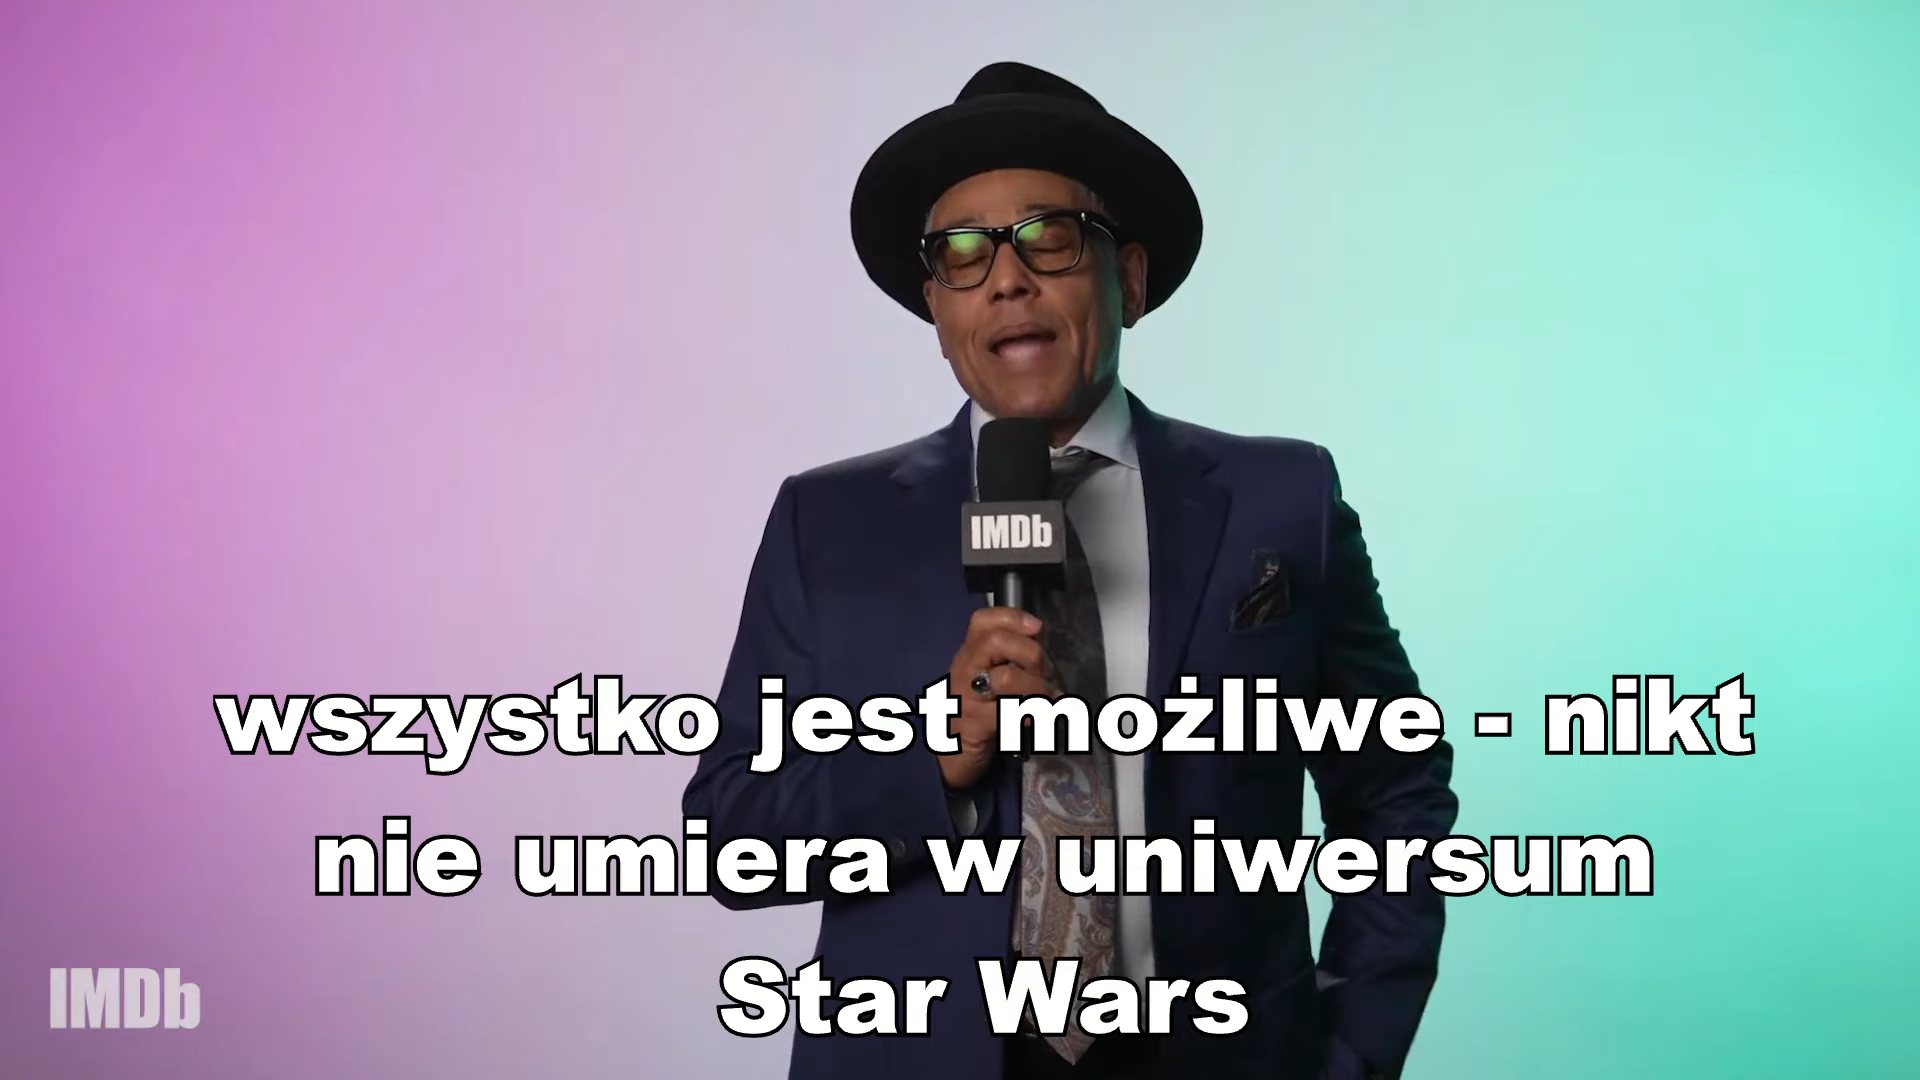 IMDb
wszystko jest możliwe - nikt
nie umiera w uniwersum
Star Wars
IMDb